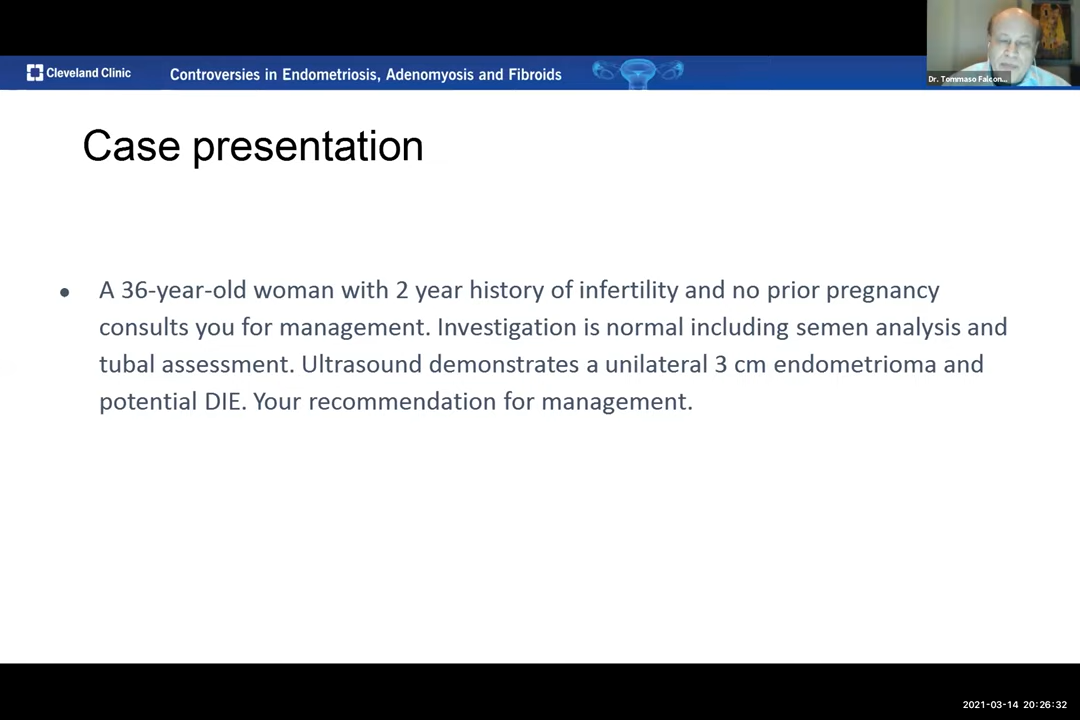 Cleveland Clinic
Controversies in Endometriosis, Adenomyosis and Fibroids
Dr. Tommaso Falcon...
Case presentation
• A 36-year-old woman with 2 year history of infertility and no prior pregnancy
consults you for management. Investigation is normal including semen analysis and
tubal assessment. Ultrasound demonstrates a unilateral 3 cm endometrioma and
potential DIE. Your recommendation for management.
2021-03-14 20:26:32